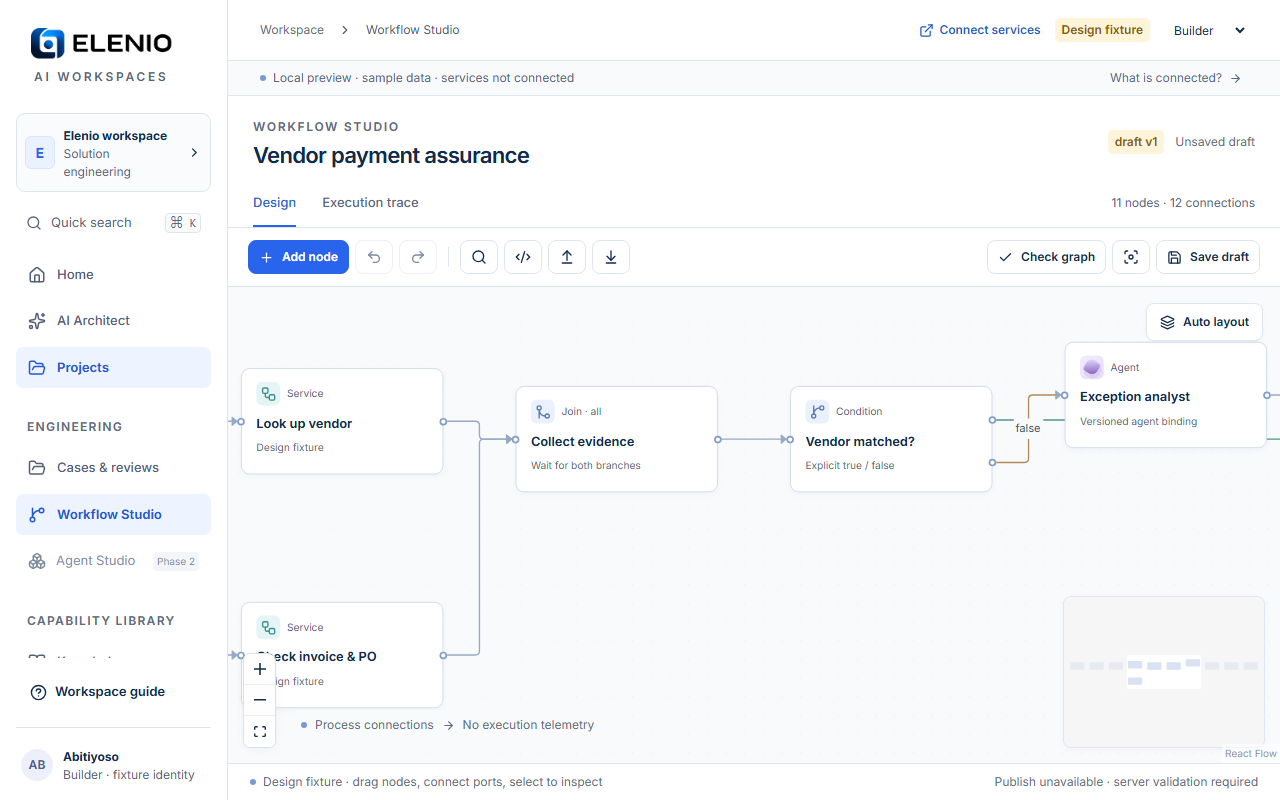 ELENIO
AI WORKSPACES
E
Elenio workspace
Solution
engineering
Quick search
⌘ K
Home
AI Architect
Projects
ENGINEERING
Cases & reviews
Workflow Studio
Agent Studio
Phase 2
CAPABILITY LIBRARY
Workspace guide
AB
Abitiyoso
Builder · fixture identity
Workspace
Workflow Studio
Connect services
Design fixture
Builder
Local preview · sample data · services not connected
What is connected? →
WORKFLOW STUDIO
Vendor payment assurance
draft v1
Unsaved draft
Design
Execution trace
11 nodes · 12 connections
Add node
Check graph
Save draft
Auto layout
Service
Look up vendor
Design fixture
Join · all
Collect evidence
Wait for both branches
Condition
Vendor matched?
Explicit true / false
false
Agent
Exception analyst
Versioned agent binding
Service
Check invoice & PO
ign fixture
Process connections → No execution telemetry
React Flow
Design fixture · drag nodes, connect ports, select to inspect
Publish unavailable · server validation required